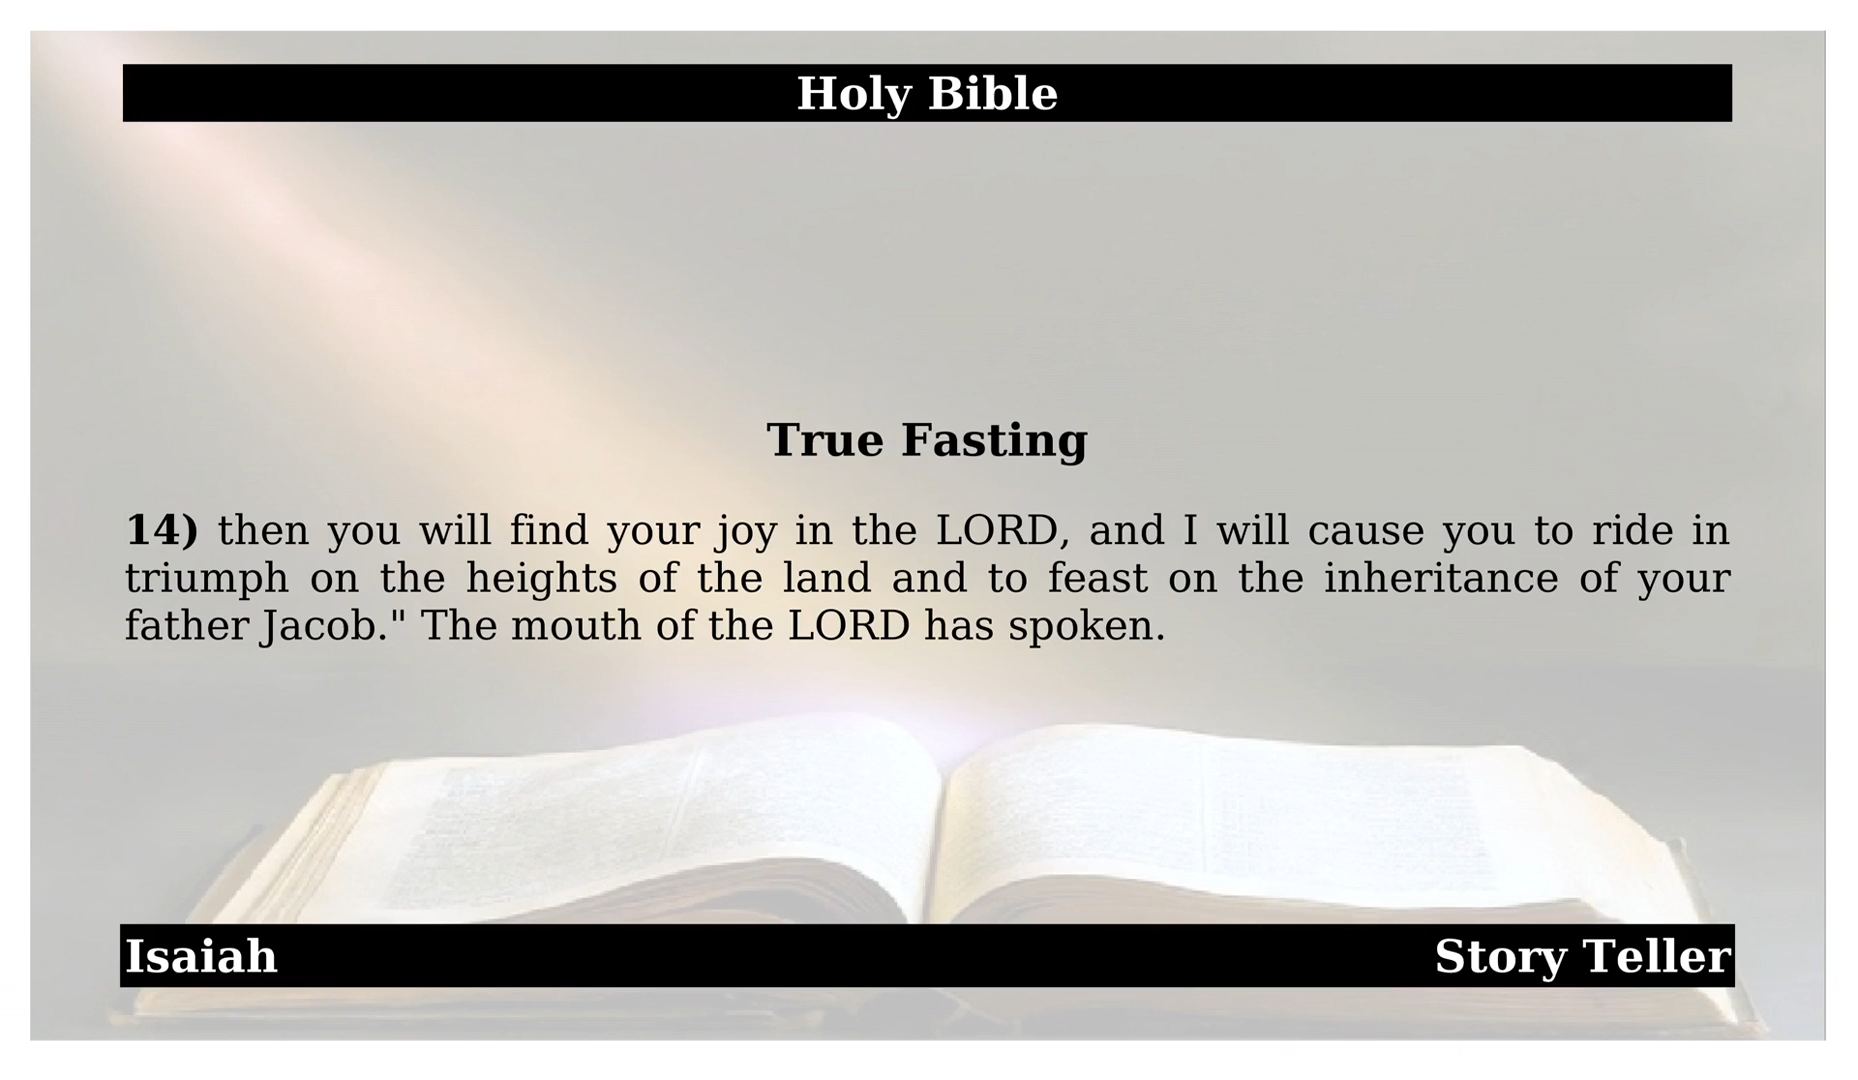 Holy Bible
True Fasting
14) then you will find your joy in the LORD, and I will cause you to ride in
triumph on the heights of the land and to feast on the inheritance of your
father Jacob." The mouth of the LORD has spoken.
Isaiah
Story Teller